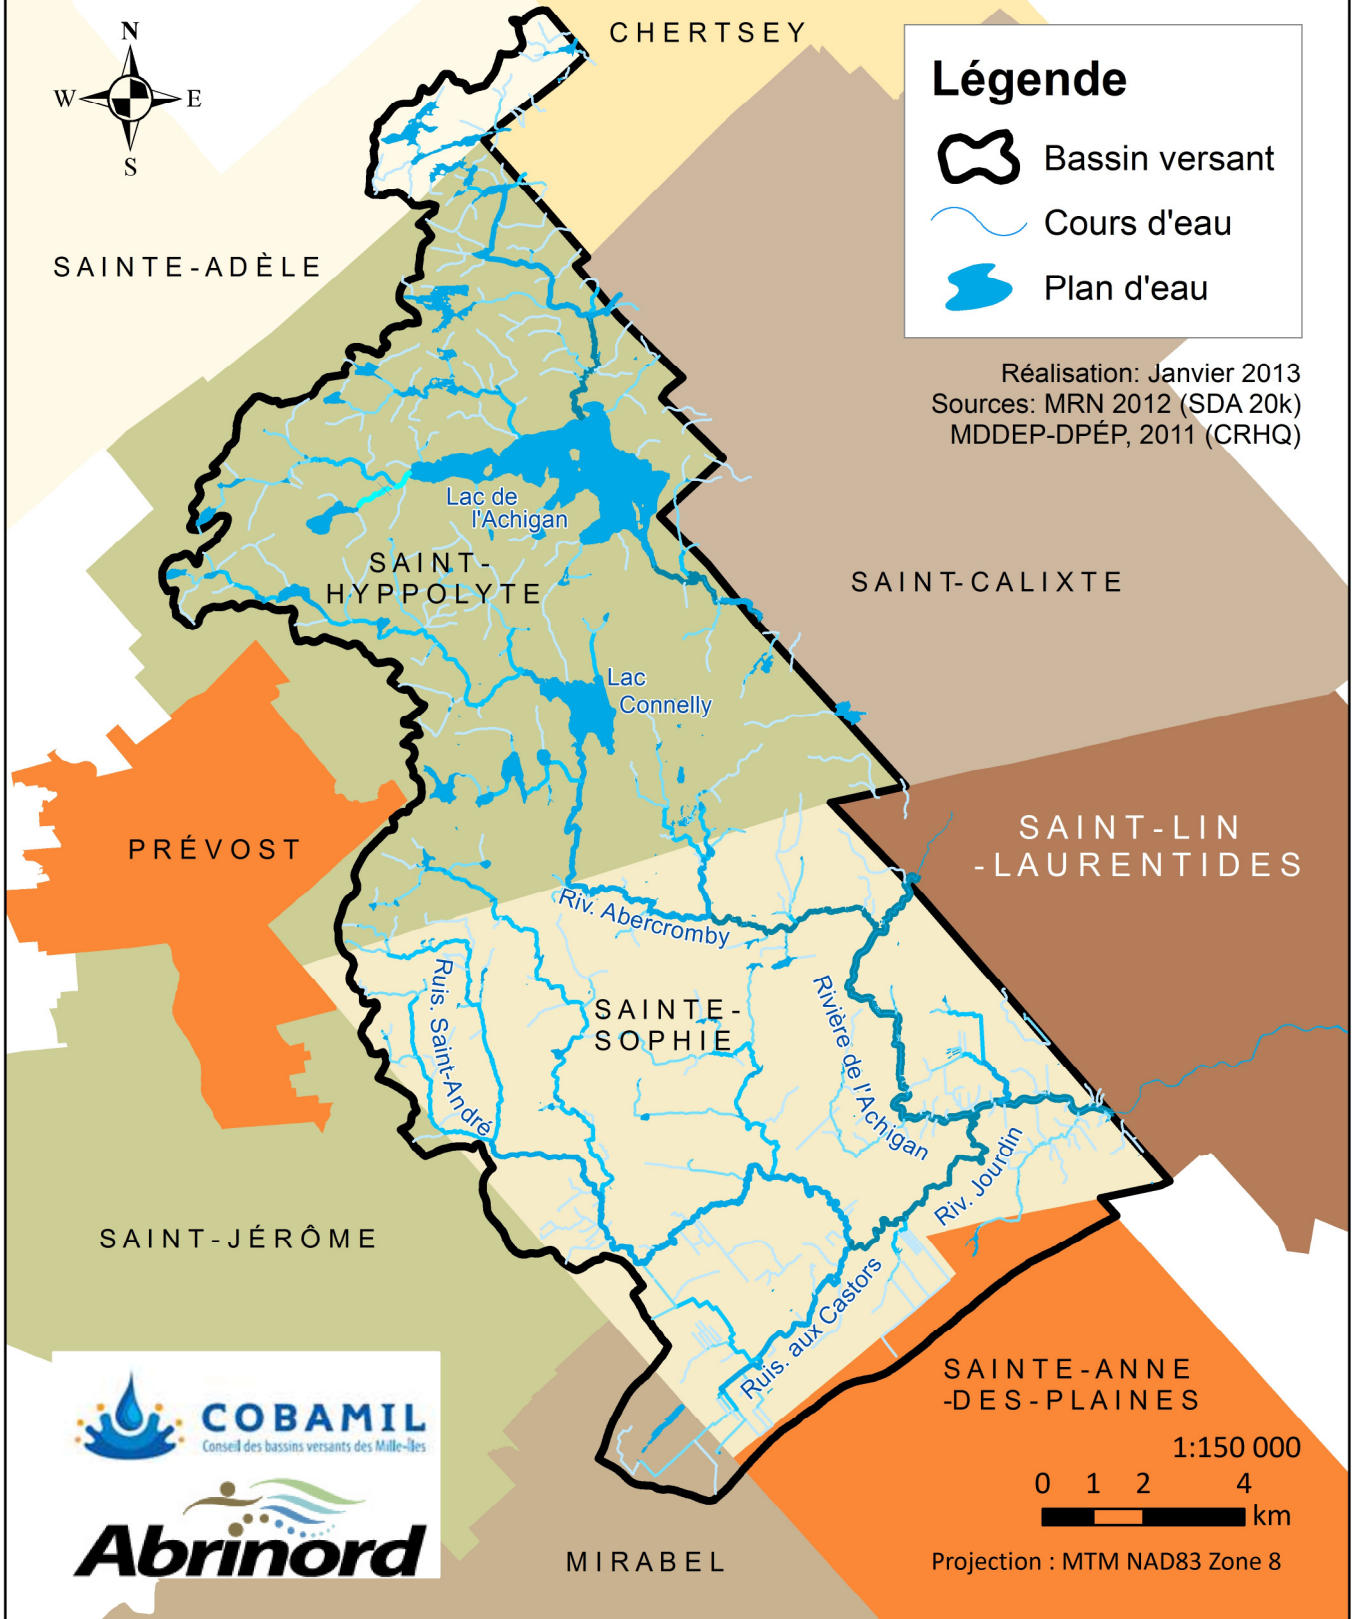 CHERTSEY
N
W
E
S
Légende
Bassin versant
Cours d'eau
Plan d'eau
SAINTE-ADÈLE
Réalisation: Janvier 2013
Sources: MRN 2012 (SDA 20k)
MDDEP-DPÉP, 2011 (CRHQ)
Lac de
l'Achigan
SAINT-
HYPPOLYTE
SAINT-CALIXTE
Lac
Connelly
PRÉVOST
SAINT-LIN
-LAURENTIDES
Riv. Abercromby
Ruis. Saint-André
SAINTE-
SOPHIE
Rivière de l'Achigan
Riv. Jourdin
SAINT-JÉRÔME
Ruis. aux Castors
SAINTE-ANNE
-DES-PLAINES
COBAMIL
Conseil des bassins versants des Mille-Îles
Abrinord
MIRABEL
1:150 000
0 1 2 4
km
Projection : MTM NAD83 Zone 8